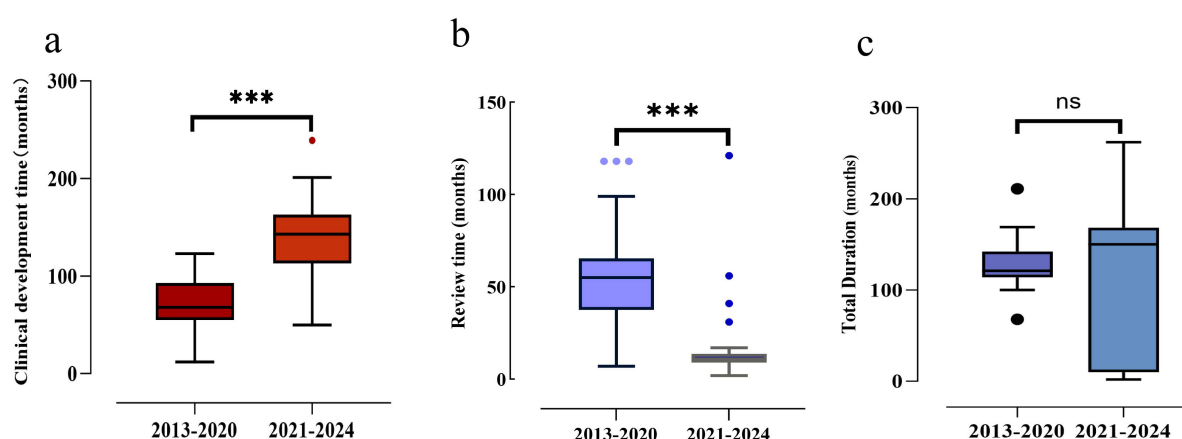 a
Clinical development time (months)
300
200
100
0
***
2013-2020
2021-2024
b
Review time (months)
150
100
50
0
***
2013-2020
2021-2024
c
Total Duration (months)
300
200
100
0
ns
2013-2020
2021-2024